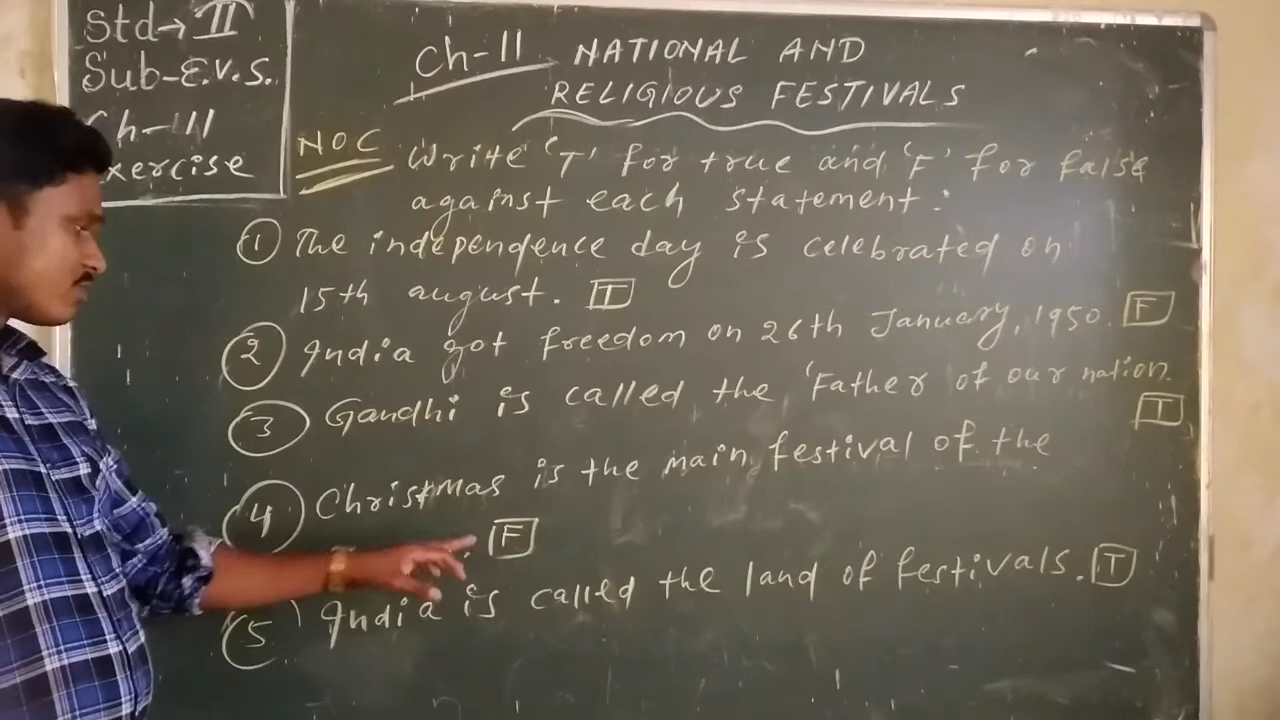 Std→II
Sub-E.V.S.
Ch-11
Exercise
Ch-11 NATIONAL AND
RELIGIOUS FESTIVALS
NOC Write 'T' for true and 'F' for false
against each statement:
① The independence day is celebrated on
15th august. T
② India got freedom on 26th January, 1950. F
③ Gandhi is called the 'Father of our nation.
T
④ Christmas is the main festival of the
. F
⑤ India is called the land of festivals. T